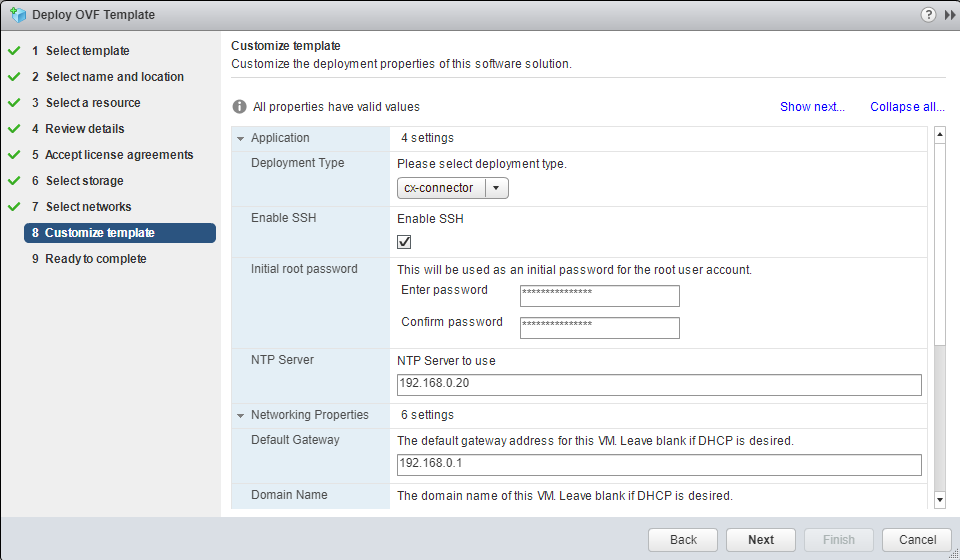 Deploy OVF Template
?
1 Select template
2 Select name and location
3 Select a resource
4 Review details
5 Accept license agreements
6 Select storage
7 Select networks
8 Customize template
9 Ready to complete
Customize template
Customize the deployment properties of this software solution.
All properties have valid values
Show next...
Collapse all...
Application
4 settings
Deployment Type
Please select deployment type.
cx-connector
Enable SSH
Enable SSH
Initial root password
This will be used as an initial password for the root user account.
Enter password
***************
Confirm password
***************
NTP Server
NTP Server to use
192.168.0.20
Networking Properties
6 settings
Default Gateway
The default gateway address for this VM. Leave blank if DHCP is desired.
192.168.0.1
Domain Name
The domain name of this VM. Leave blank if DHCP is desired.
Back
Next
Finish
Cancel